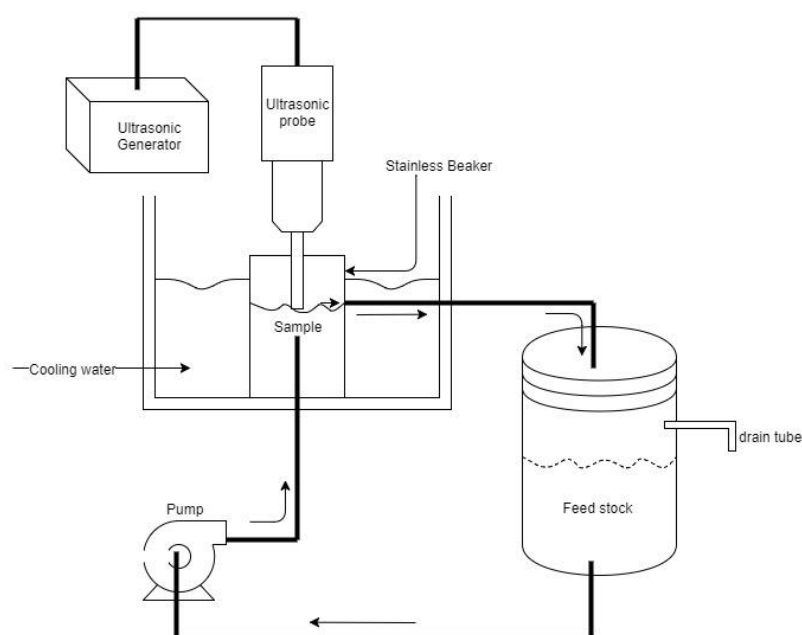 Ultrasonic
Generator
Ultrasonic
probe
Stainless Beaker
Sample
Cooling water
drain tube
Pump
Feed stock